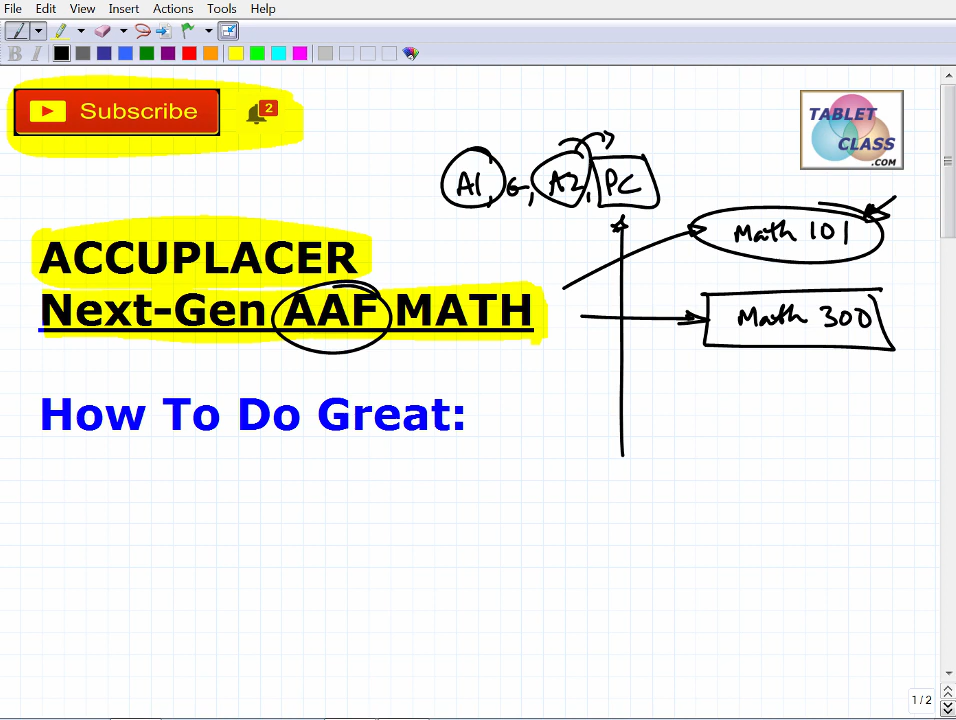 File Edit View Insert Actions Tools Help
B I
Subscribe 2
TABLET
CLASS
.COM
A1, G, A2, PC
Math 101
ACCUPLACER
Next-Gen AAF MATH
Math 300
How To Do Great:
1 / 2